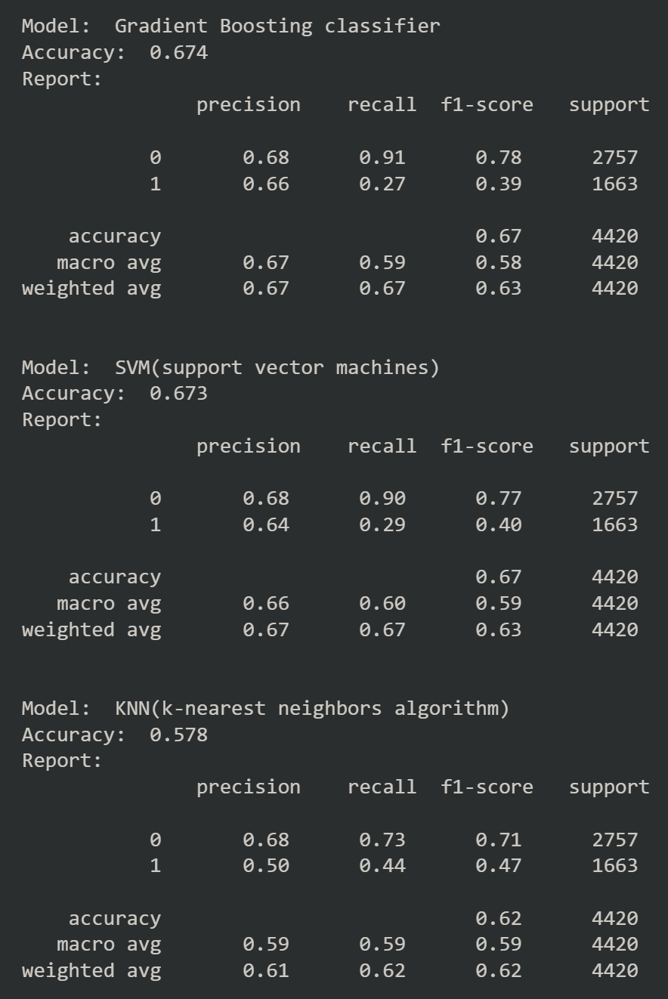 Model:  Gradient Boosting classifier
Accuracy:  0.674
Report:
              precision    recall  f1-score   support

           0       0.68      0.91      0.78      2757
           1       0.66      0.27      0.39      1663

    accuracy                           0.67      4420
   macro avg       0.67      0.59      0.58      4420
weighted avg       0.67      0.67      0.63      4420

Model:  SVM(support vector machines)
Accuracy:  0.673
Report:
              precision    recall  f1-score   support

           0       0.68      0.90      0.77      2757
           1       0.64      0.29      0.40      1663

    accuracy                           0.67      4420
   macro avg       0.66      0.60      0.59      4420
weighted avg       0.67      0.67      0.63      4420

Model:  KNN(k-nearest neighbors algorithm)
Accuracy:  0.578
Report:
              precision    recall  f1-score   support

           0       0.68      0.73      0.71      2757
           1       0.50      0.44      0.47      1663

    accuracy                           0.62      4420
   macro avg       0.59      0.59      0.59      4420
weighted avg       0.61      0.62      0.62      4420